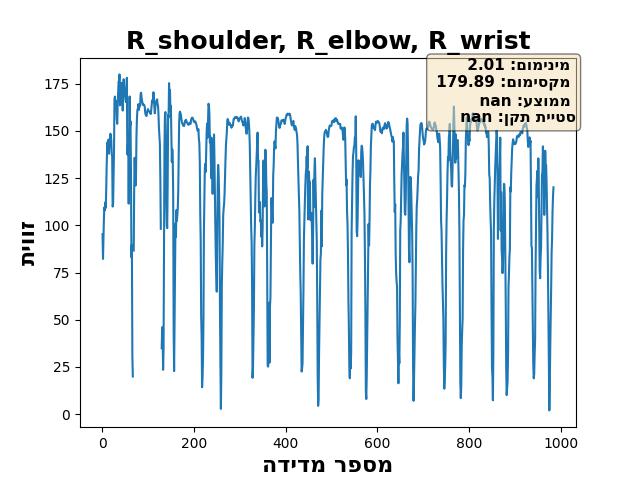 R_shoulder, R_elbow, R_wrist
מינימום: 2.01
מקסימום: 179.89
ממוצע: nan
סטיית תקן: nan
175
150
125
100
75
50
25
0
זווית
0 200 400 600 800 1000
מספר מדידה